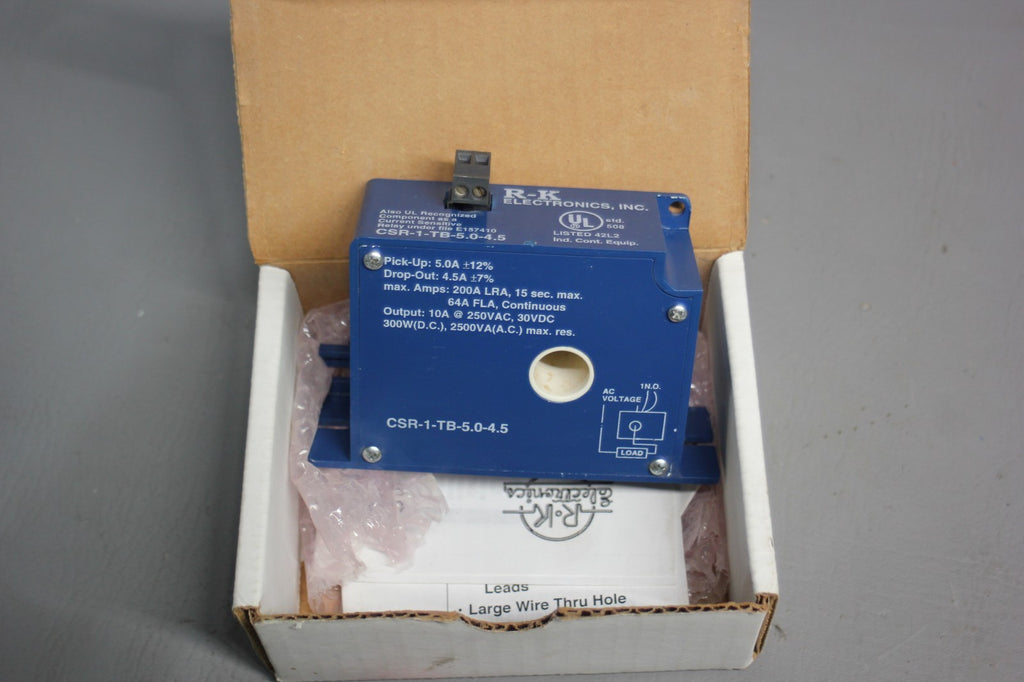 R-K
ELECTRONICS, INC.
Also UL Recognized
Component as a
Current Sensitive
Relay under file E157410
CSR-1-TB-5.0-4.5
UL
std.
508
LISTED 42L2
Ind. Cont. Equip.
Pick-Up: 5.0A ±12%
Drop-Out: 4.5A ±7%
max. Amps: 200A LRA, 15 sec. max.
64A FLA, Continuous
Output: 10A @ 250VAC, 30VDC
300W(D.C.), 2500VA(A.C.) max. res.
AC
VOLTAGE
1N.O.
LOAD
CSR-1-TB-5.0-4.5
R-K
Electronics
Leads
: Large Wire Thru Hole